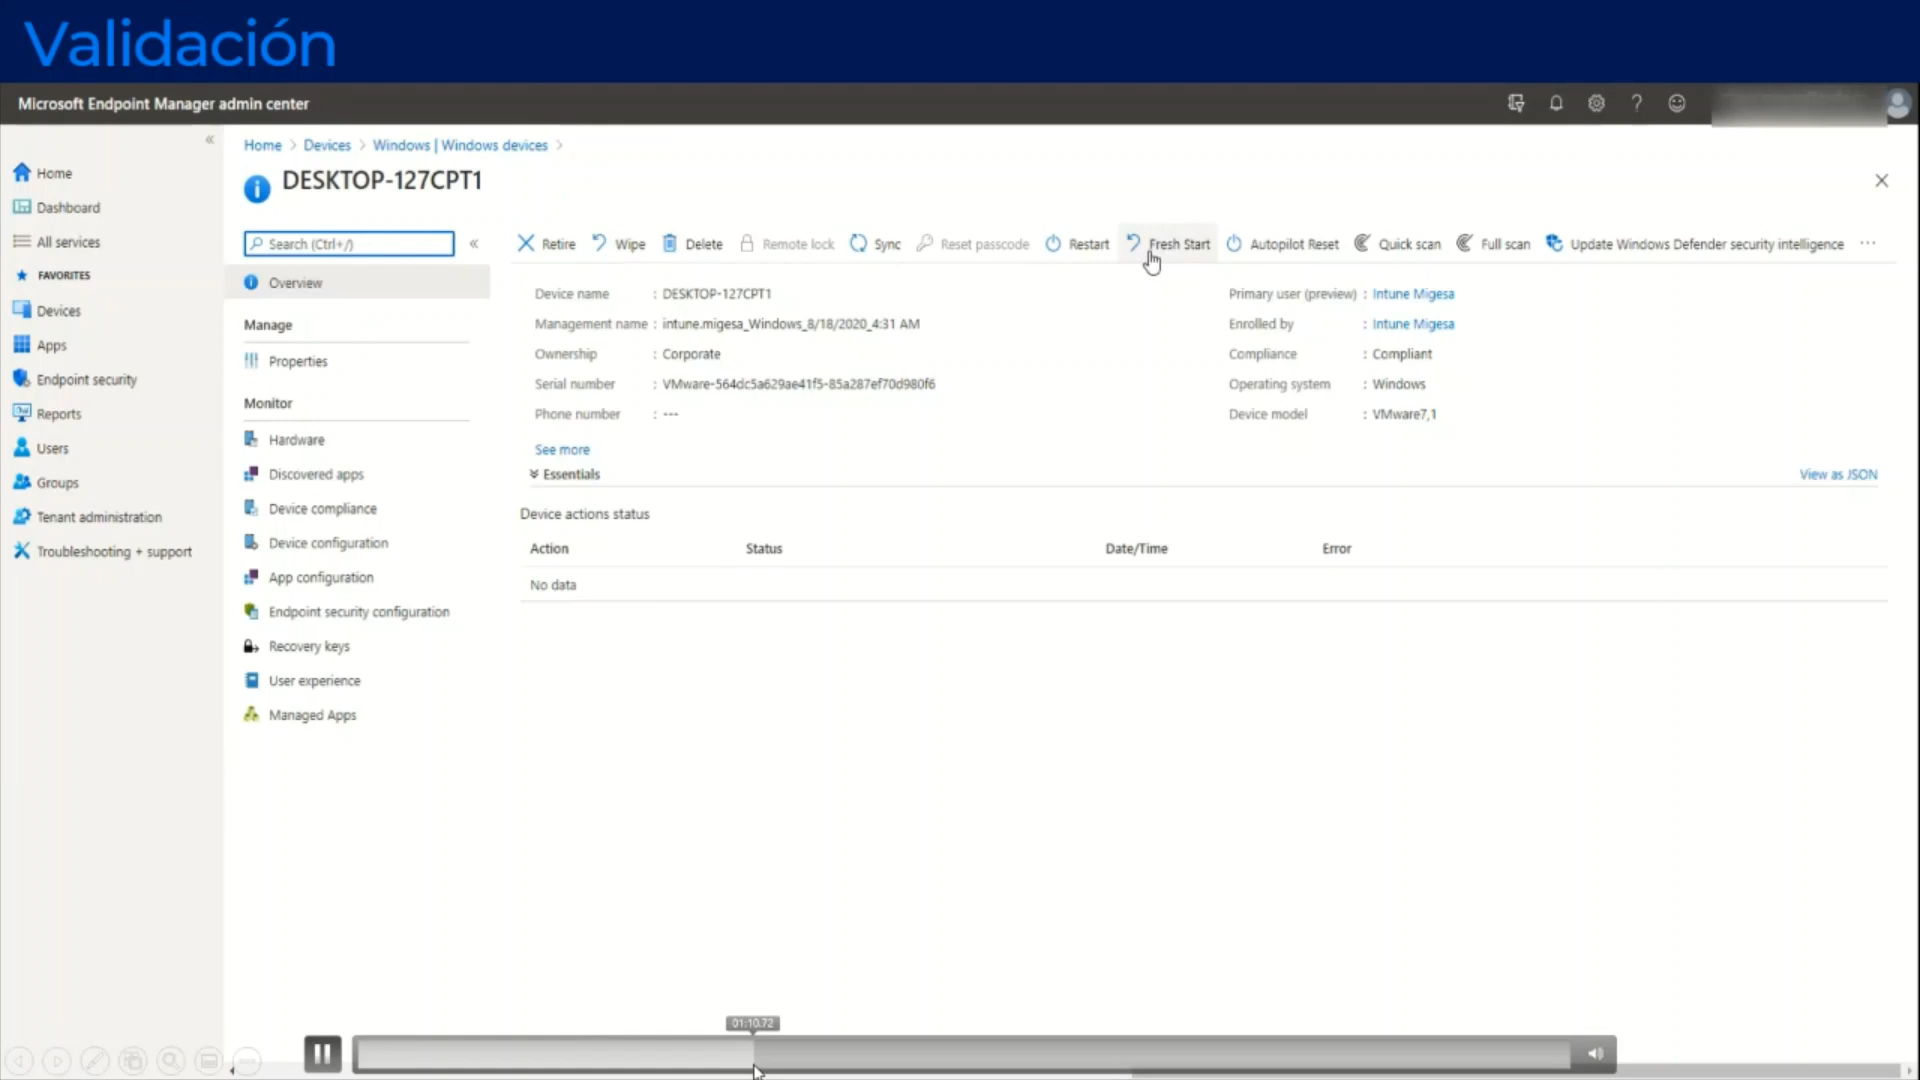 Validación
Microsoft Endpoint Manager admin center
«
Home
Dashboard
All services
FAVORITES
Devices
Apps
Endpoint security
Reports
Users
Groups
Tenant administration
Troubleshooting + support
Home > Devices > Windows | Windows devices >
DESKTOP-127CPT1
Search (Ctrl+/) «
Overview
Manage
Properties
Monitor
Hardware
Discovered apps
Device compliance
Device configuration
App configuration
Endpoint security configuration
Recovery keys
User experience
Managed Apps
Retire Wipe Delete Remote lock Sync Reset passcode Restart Fresh Start Autopilot Reset Quick scan Full scan Update Windows Defender security intelligence ...
Device name : DESKTOP-127CPT1
Management name : intune.migesa_Windows_8/18/2020_4:31 AM
Ownership : Corporate
Serial number : VMware-564dc5a629ae41f5-85a287ef70d980f6
Phone number : ---
Primary user (preview) : Intune Migesa
Enrolled by : Intune Migesa
Compliance : Compliant
Operating system : Windows
Device model : VMware7,1
See more
Essentials
View as JSON
Device actions status
Action Status Date/Time Error
No data
01:10.72